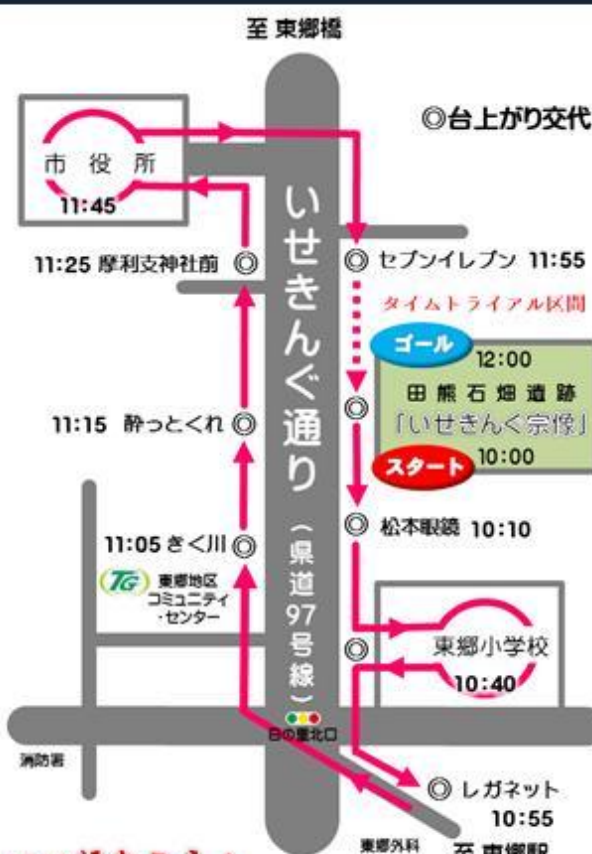 至 東郷橋
◎台上がり交代
市 役 所
11:45
11:25 摩利支神社前 ◎
◎ セブンイレブン 11:55
タイムトライアル区間
ゴール
12:00
田 熊 石 畑 遺 跡
「いせきんぐ宗像」
スタート 10:00
11:15 酔っとくれ ◎
◎
◎ 松本眼鏡 10:10
11:05 きく川 ◎
TG 東郷地区
コミュニティ
・センター
いせきんぐ通り（県道97号線）
◎
東郷小学校
10:40
日の里北口
消防署
◎ レガネット
10:55
東郷外科
至 東郷駅